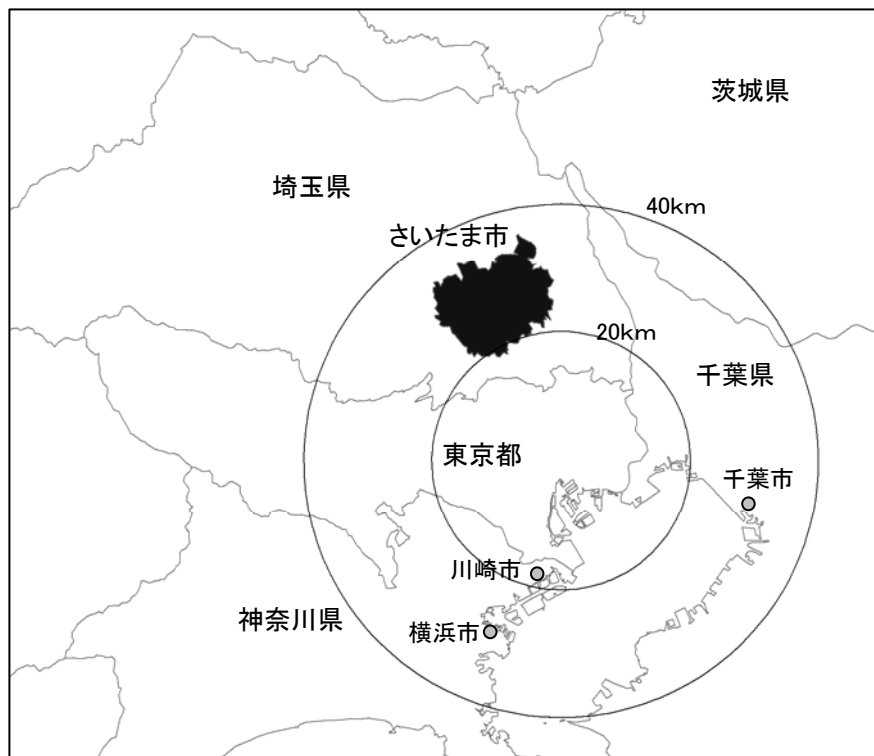 茨城県
埼玉県
40km
さいたま市
20km
千葉県
東京都
千葉市
川崎市
神奈川県
横浜市